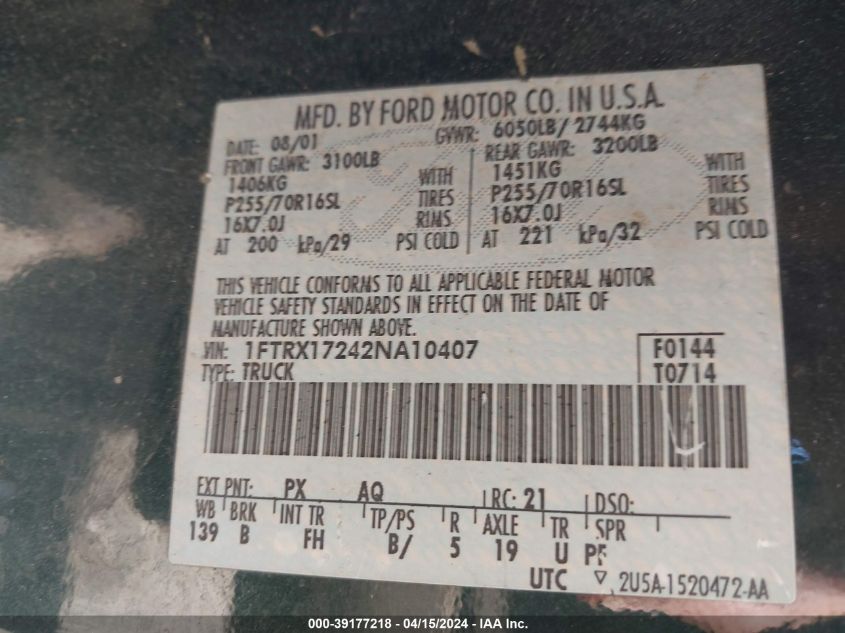 MFD. BY FORD MOTOR CO. IN U.S.A.
DATE: 08/01 GVWR: 6050LB/ 2744KG
FRONT GAWR: 3100LB REAR GAWR: 3200LB
1406KG WITH 1451KG WITH
P255/70R16SL TIRES P255/70R16SL TIRES
16X7.0J RIMS 16X7.0J RIMS
AT 200 kPa/29 PSI COLD AT 221 kPa/32 PSI COLD
THIS VEHICLE CONFORMS TO ALL APPLICABLE FEDERAL MOTOR
VEHICLE SAFETY STANDARDS IN EFFECT ON THE DATE OF
MANUFACTURE SHOWN ABOVE.
VIN: 1FTRX17242NA10407 F0144
TYPE: TRUCK T0714
EXT PNT: PX AQ RC: 21 DSO:
WB BRK INT TR TP/PS R AXLE TR SPR
139 B FH B/ 5 19 U PF
UTC ▽ 2U5A-1520472-AA
000-39177218 - 04/15/2024 - IAA Inc.